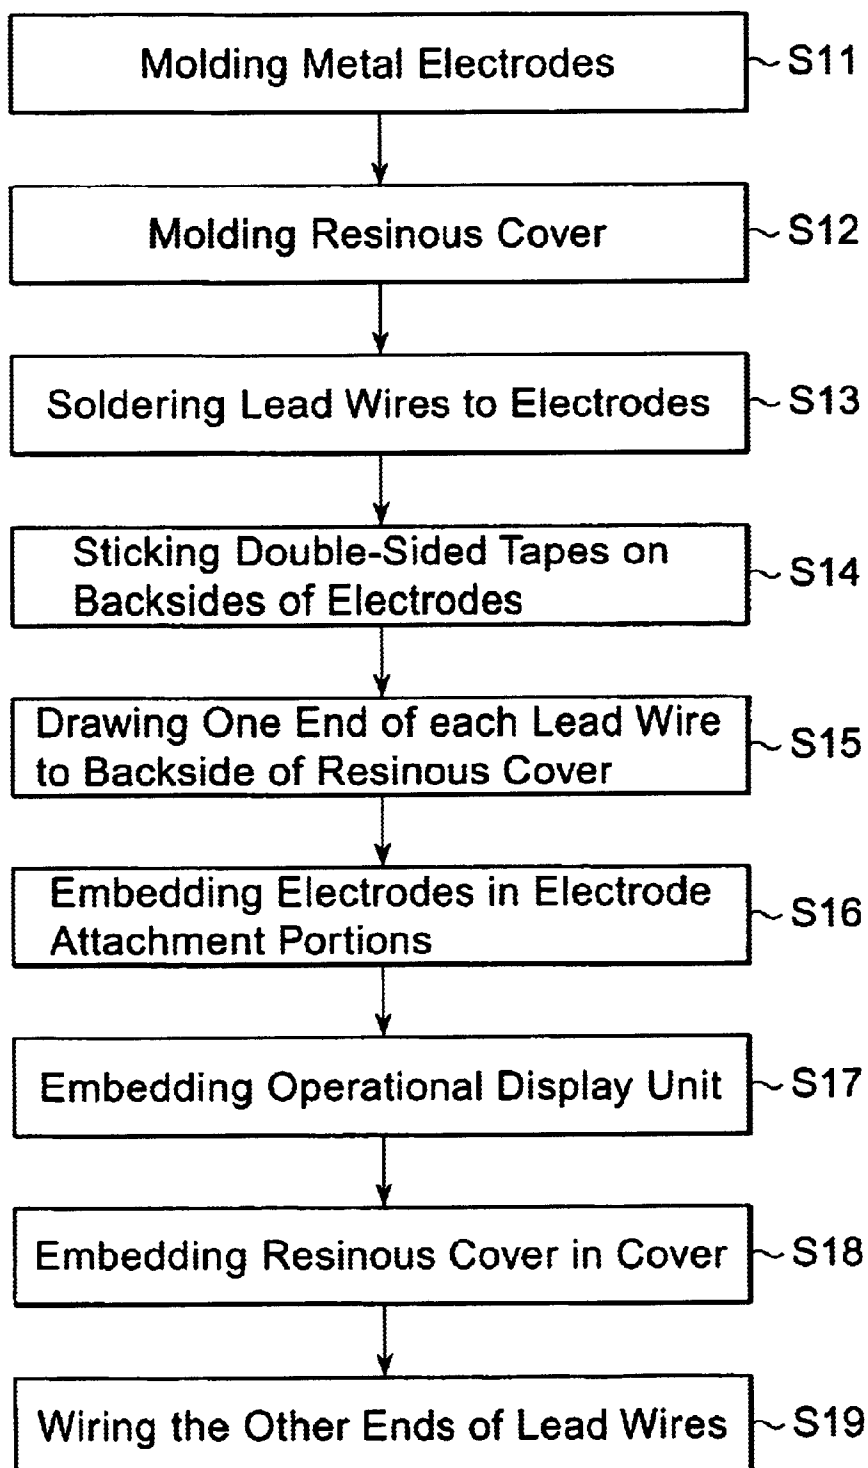 Molding Metal Electrodes ~ S11
Molding Resinous Cover ~ S12
Soldering Lead Wires to Electrodes ~ S13
Sticking Double-Sided Tapes on
Backsides of Electrodes ~ S14
Drawing One End of each Lead Wire
to Backside of Resinous Cover ~ S15
Embedding Electrodes in Electrode
Attachment Portions ~ S16
Embedding Operational Display Unit ~ S17
Embedding Resinous Cover in Cover ~ S18
Wiring the Other Ends of Lead Wires ~ S19